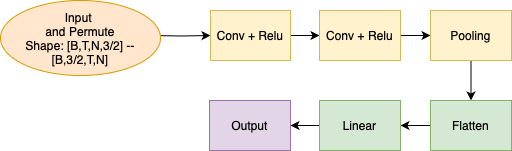 Input
and Permute
Shape: [B,T,N,3/2] --
[B,3/2,T,N]
Conv + Relu
Conv + Relu
Pooling
Flatten
Linear
Output